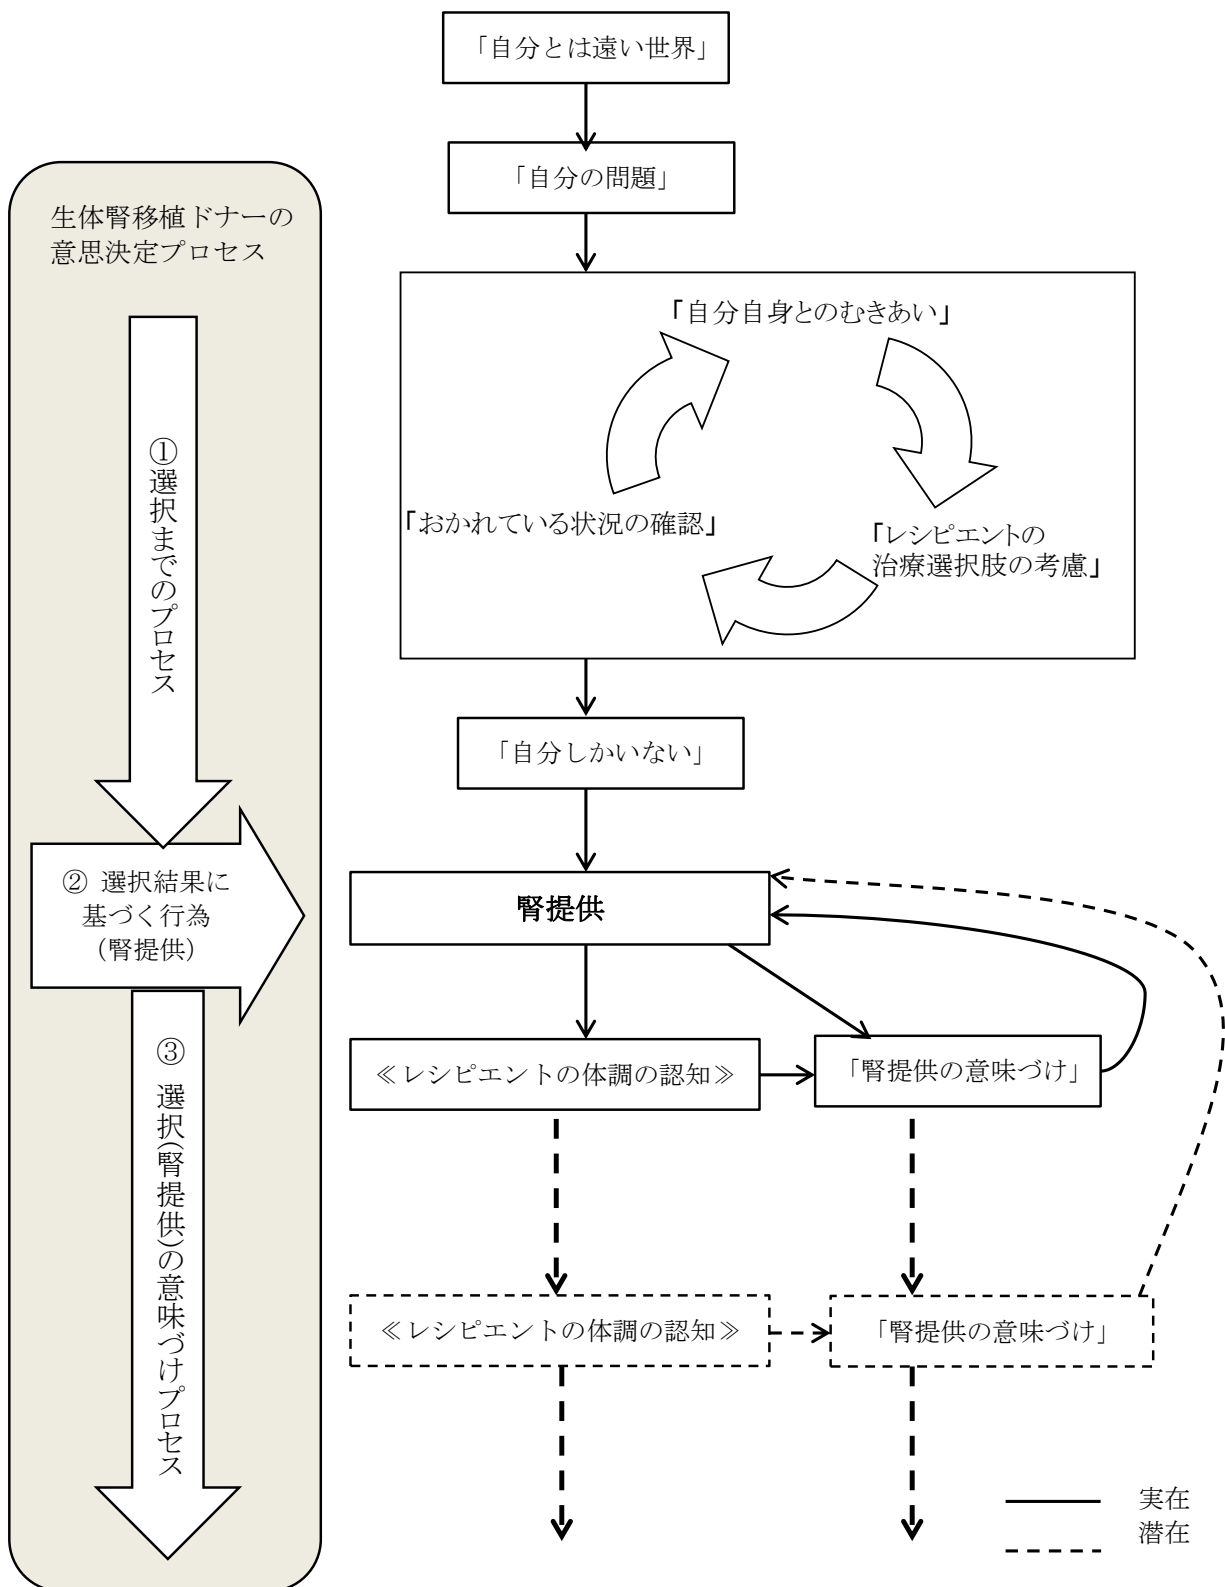 「自分とは遠い世界」
「自分の問題」
生体腎移植ドナーの
意思決定プロセス
①選択までのプロセス
② 選択結果に
基づく行為
（腎提供）
③ 選択(腎提供)の意味づけプロセス
「自分自身とのむきあい」
「おかれている状況の確認」
「レシピエントの
治療選択肢の考慮」
「自分しかいない」
腎提供
≪レシピエントの体調の認知≫
「腎提供の意味づけ」
≪レシピエントの体調の認知≫
「腎提供の意味づけ」
実在
潜在